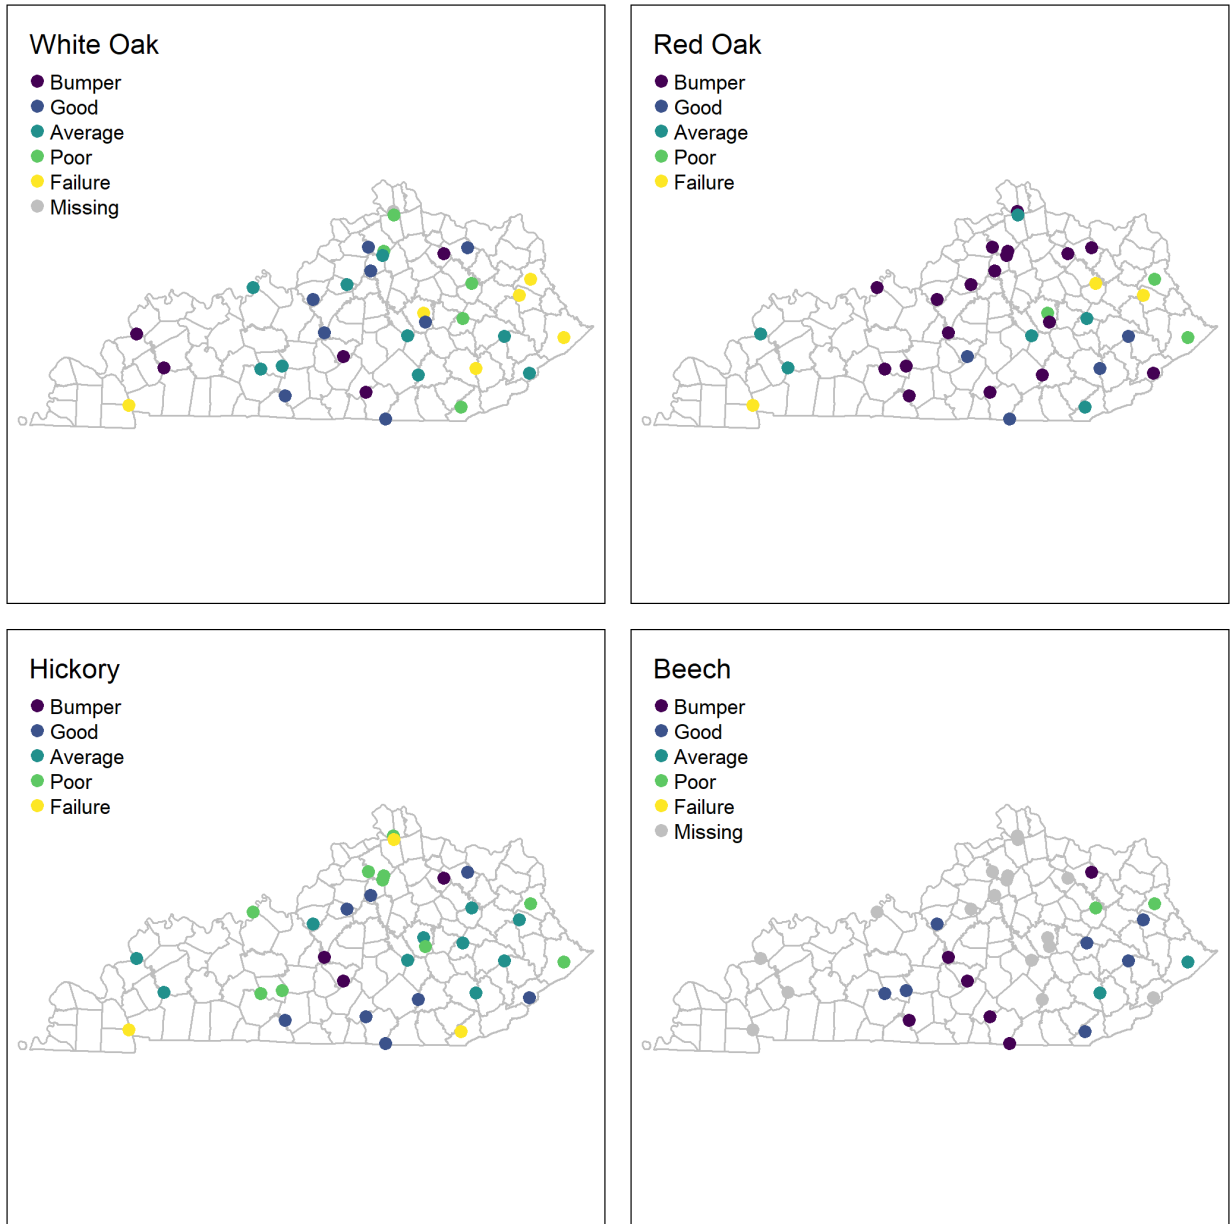 White Oak
Bumper
Good
Average
Poor
Failure
Missing
Red Oak
Bumper
Good
Average
Poor
Failure
Hickory
Bumper
Good
Average
Poor
Failure
Beech
Bumper
Good
Average
Poor
Failure
Missing